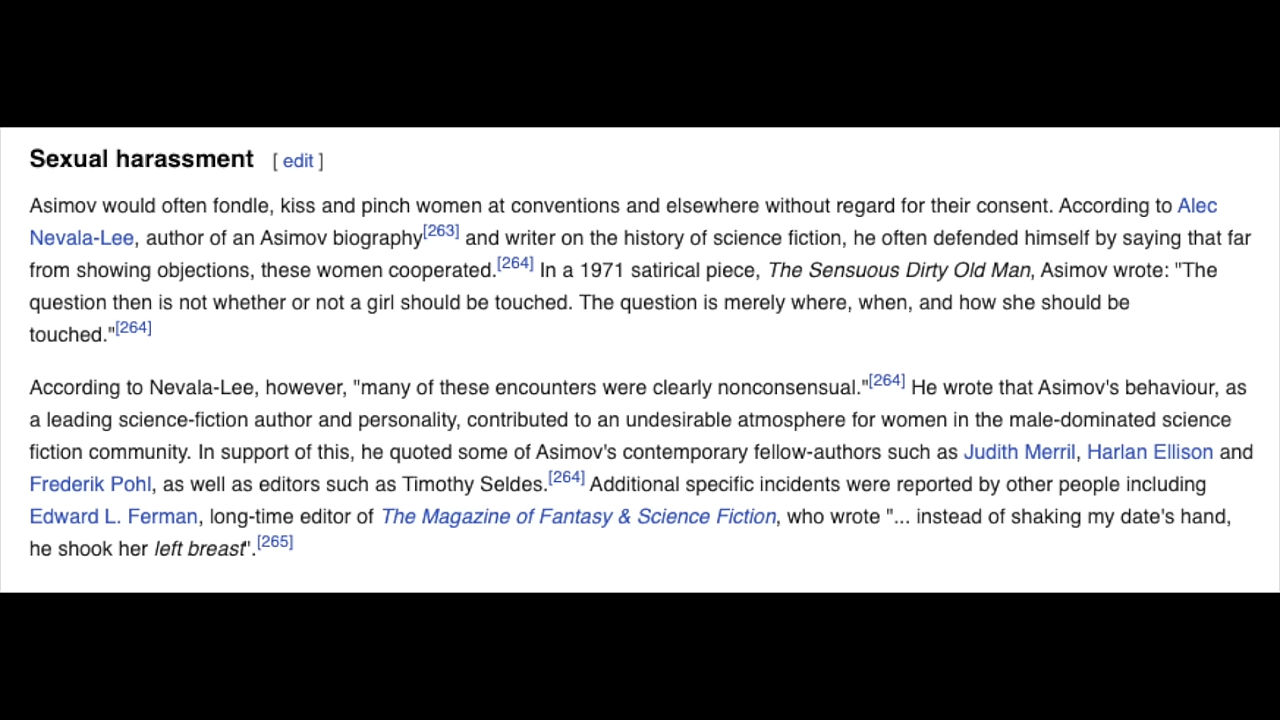 Sexual harassment [ edit ]
Asimov would often fondle, kiss and pinch women at conventions and elsewhere without regard for their consent. According to Alec
Nevala-Lee, author of an Asimov biography[263] and writer on the history of science fiction, he often defended himself by saying that far
from showing objections, these women cooperated.[264] In a 1971 satirical piece, The Sensuous Dirty Old Man, Asimov wrote: "The
question then is not whether or not a girl should be touched. The question is merely where, when, and how she should be
touched."[264]
According to Nevala-Lee, however, "many of these encounters were clearly nonconsensual."[264] He wrote that Asimov's behaviour, as
a leading science-fiction author and personality, contributed to an undesirable atmosphere for women in the male-dominated science
fiction community. In support of this, he quoted some of Asimov's contemporary fellow-authors such as Judith Merril, Harlan Ellison and
Frederik Pohl, as well as editors such as Timothy Seldes.[264] Additional specific incidents were reported by other people including
Edward L. Ferman, long-time editor of The Magazine of Fantasy & Science Fiction, who wrote "... instead of shaking my date's hand,
he shook her left breast".[265]